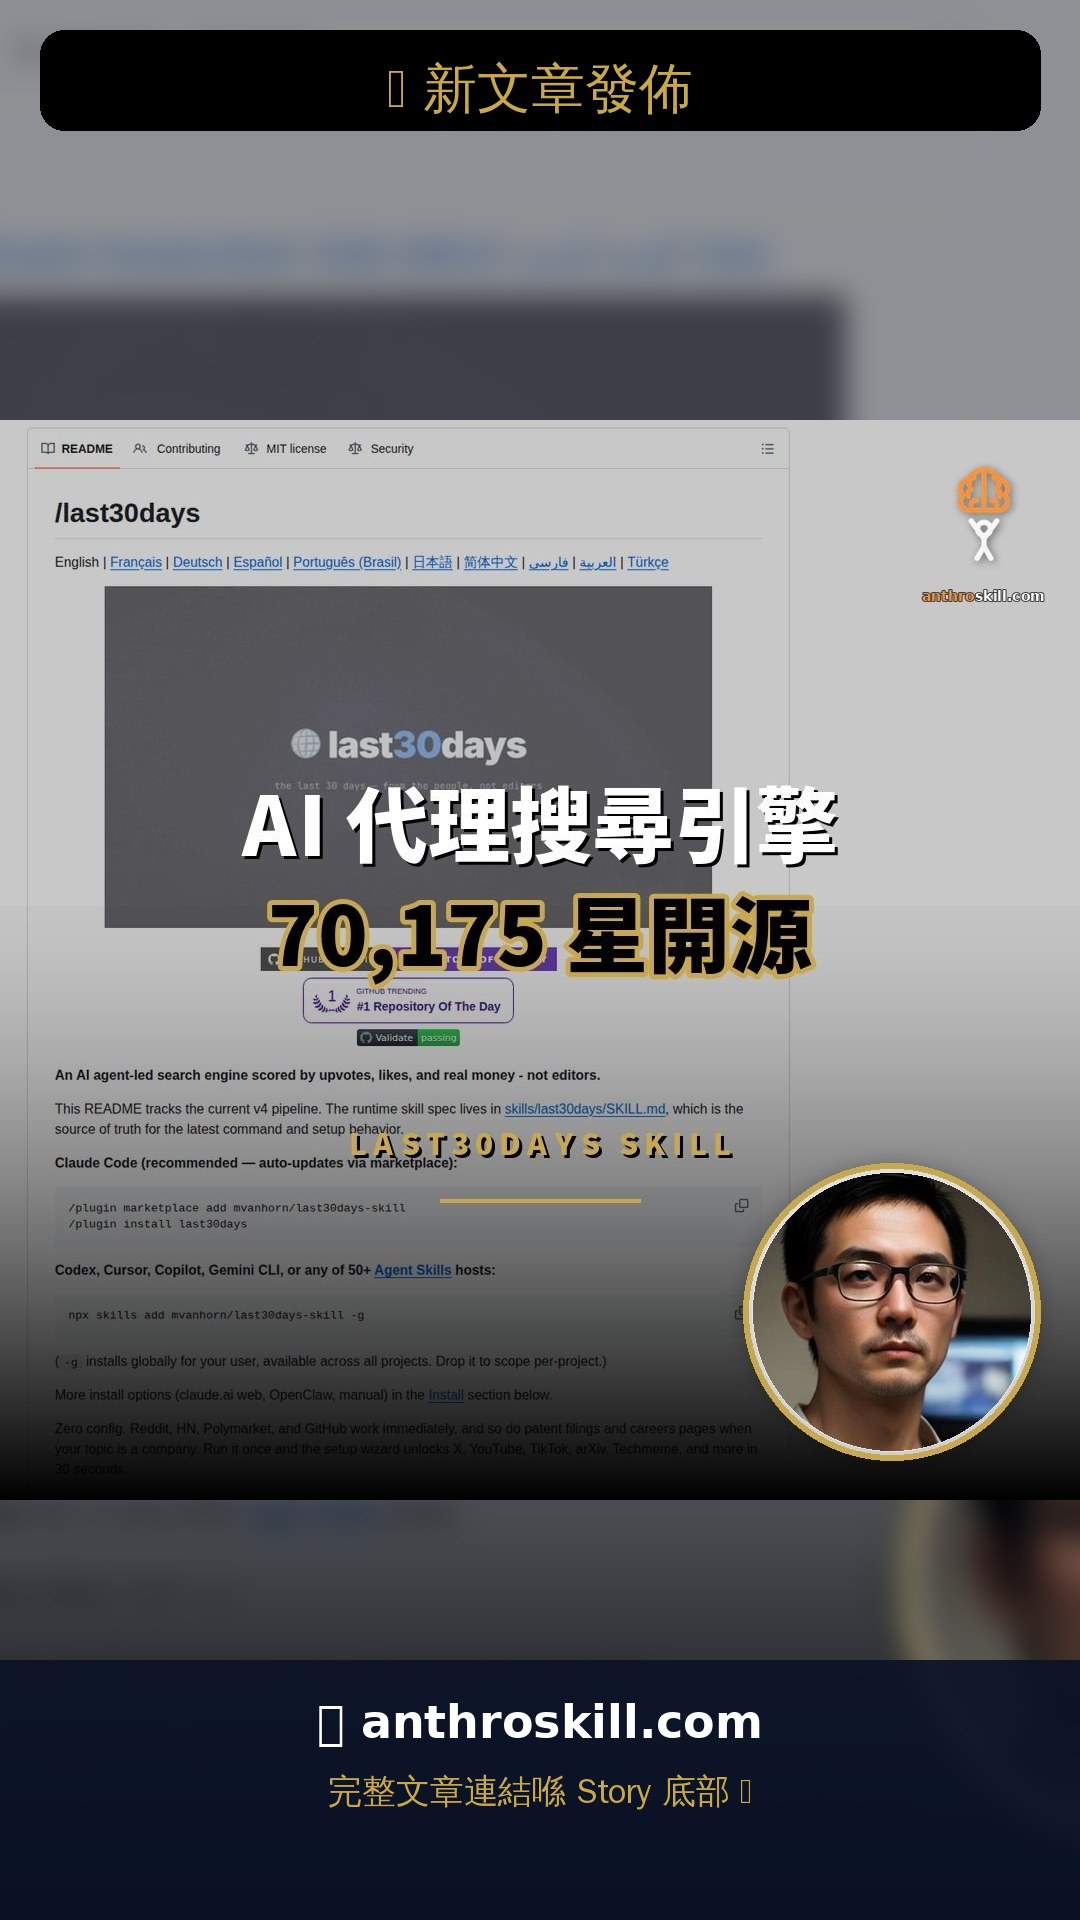 新文章發佈
README Contributing MIT license Security
/last30days
English | Français | Deutsch | Español | Português (Brasil) | 日本語 | 简体中文 | فارسی | العربية | Türkçe
anthroskill.com
last30days
the last 30 days — from the people, not editors
AI 代理搜尋引擎
70,175 星開源
GITHUB TRENDING
1 #1 Repository Of The Day
Validate passing
An AI agent-led search engine scored by upvotes, likes, and real money - not editors.
This README tracks the current v4 pipeline. The runtime skill spec lives in skills/last30days/SKILL.md, which is the
source of truth for the latest command and setup behavior.
LAST30DAYS SKILL
Claude Code (recommended — auto-updates via marketplace):
/plugin marketplace add mvanhorn/last30days-skill
/plugin install last30days
Codex, Cursor, Copilot, Gemini CLI, or any of 50+ Agent Skills hosts:
npx skills add mvanhorn/last30days-skill -g
( -g installs globally for your user, available across all projects. Drop it to scope per-project.)
More install options (claude.ai web, OpenClaw, manual) in the Install section below.
Zero config. Reddit, HN, Polymarket, and GitHub work immediately, and so do patent filings and careers pages when
your topic is a company. Run it once and the setup wizard unlocks X, YouTube, TikTok, arXiv, Techmeme, and more in
30 seconds.
anthroskill.com
完整文章連結喺 Story 底部